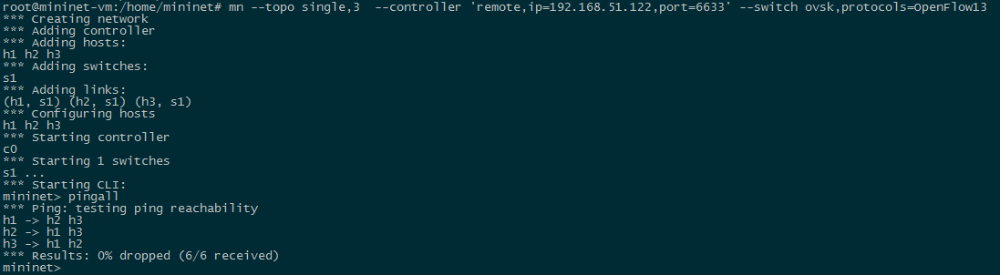 root@mininet-vm:/home/mininet# mn --topo single,3  --controller 'remote,ip=192.168.51.122,port=6633' --switch ovsk,protocols=OpenFlow13
*** Creating network
*** Adding controller
*** Adding hosts:
h1 h2 h3
*** Adding switches:
s1
*** Adding links:
(h1, s1) (h2, s1) (h3, s1)
*** Configuring hosts
h1 h2 h3
*** Starting controller
c0
*** Starting 1 switches
s1 ...
*** Starting CLI:
mininet> pingall
*** Ping: testing ping reachability
h1 -> h2 h3
h2 -> h1 h3
h3 -> h1 h2
*** Results: 0% dropped (6/6 received)
mininet>